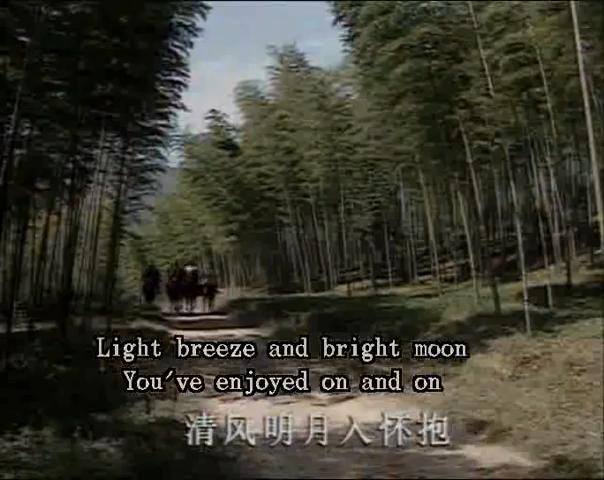 Light breeze and bright moon
You've enjoyed on and on
清风明月入怀抱